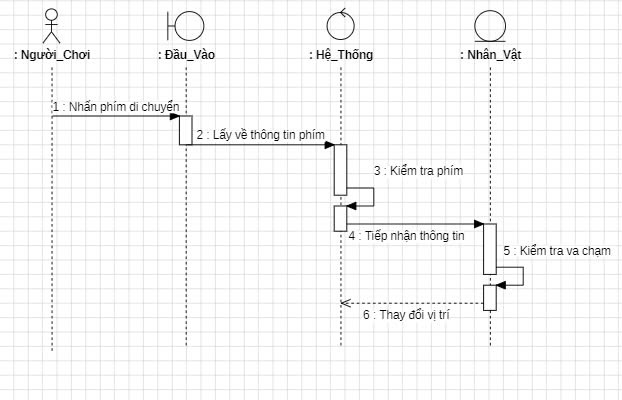 : Người_Chơi
: Đầu_Vào
: Hệ_Thống
: Nhân_Vật
1 : Nhấn phím di chuyển
2 : Lấy về thông tin phím
3 : Kiểm tra phím
4 : Tiếp nhận thông tin
5 : Kiểm tra va chạm
6 : Thay đổi vị trí